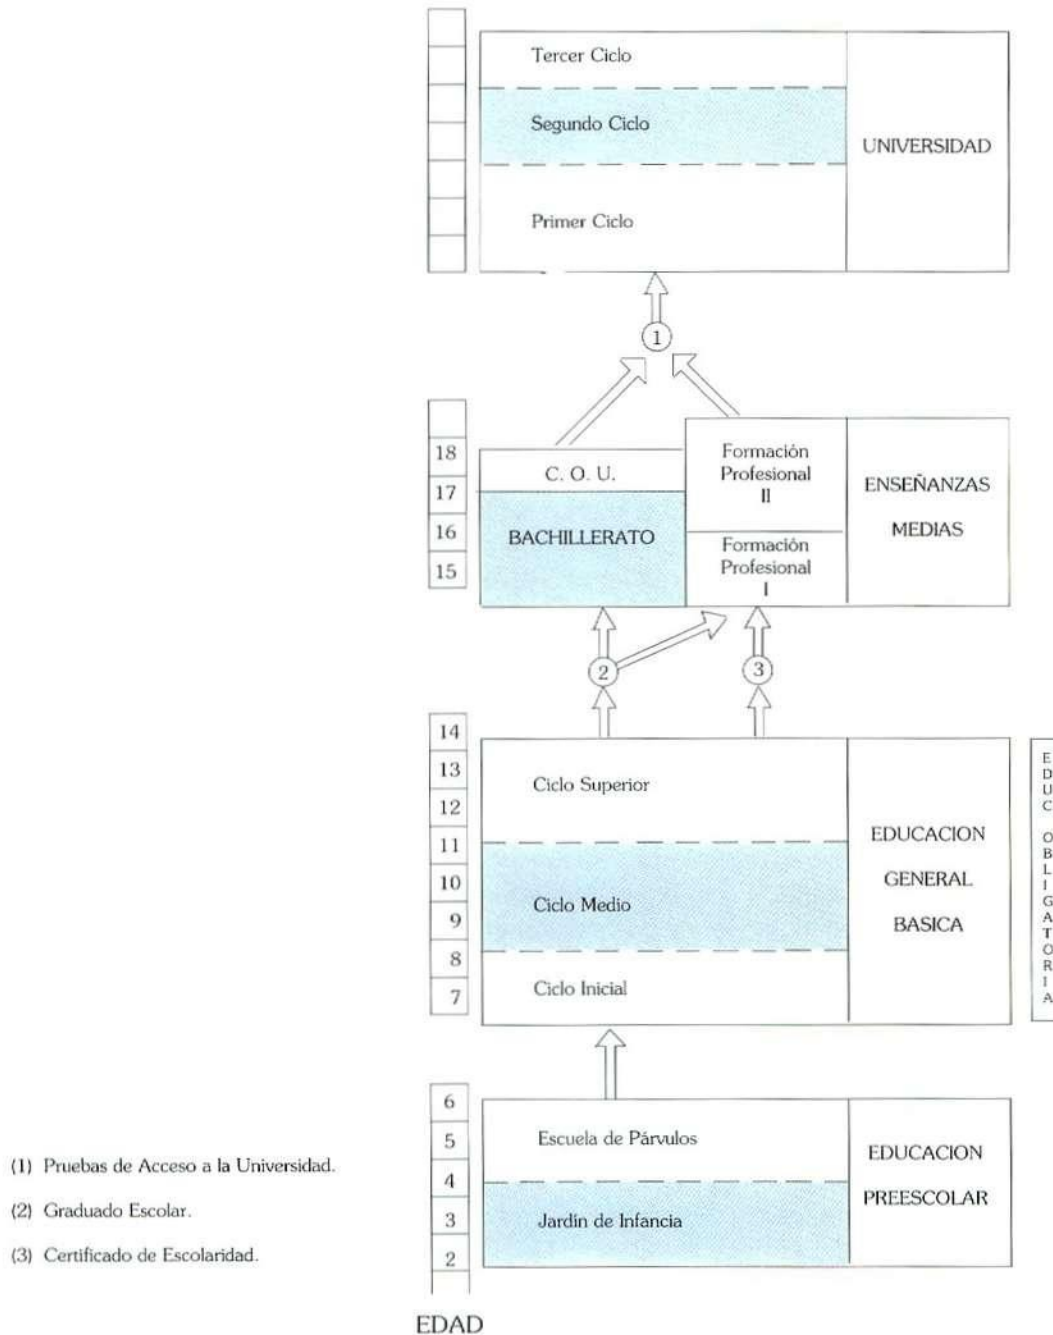 Tercer Ciclo
Segundo Ciclo
Primer Ciclo
UNIVERSIDAD
1
18
17
16
15
C. O. U.
BACHILLERATO
Formación
Profesional
II
Formación
Profesional
I
ENSEÑANZAS
MEDIAS
2
3
14
13
12
11
10
9
8
7
Ciclo Superior
Ciclo Medio
Ciclo Inicial
EDUCACION
GENERAL
BASICA
EDUC OBLIGATORIA
6
5
4
3
2
Escuela de Párvulos
Jardín de Infancia
EDUCACION
PREESCOLAR
(1) Pruebas de Acceso a la Universidad.
(2) Graduado Escolar.
(3) Certificado de Escolaridad.
EDAD